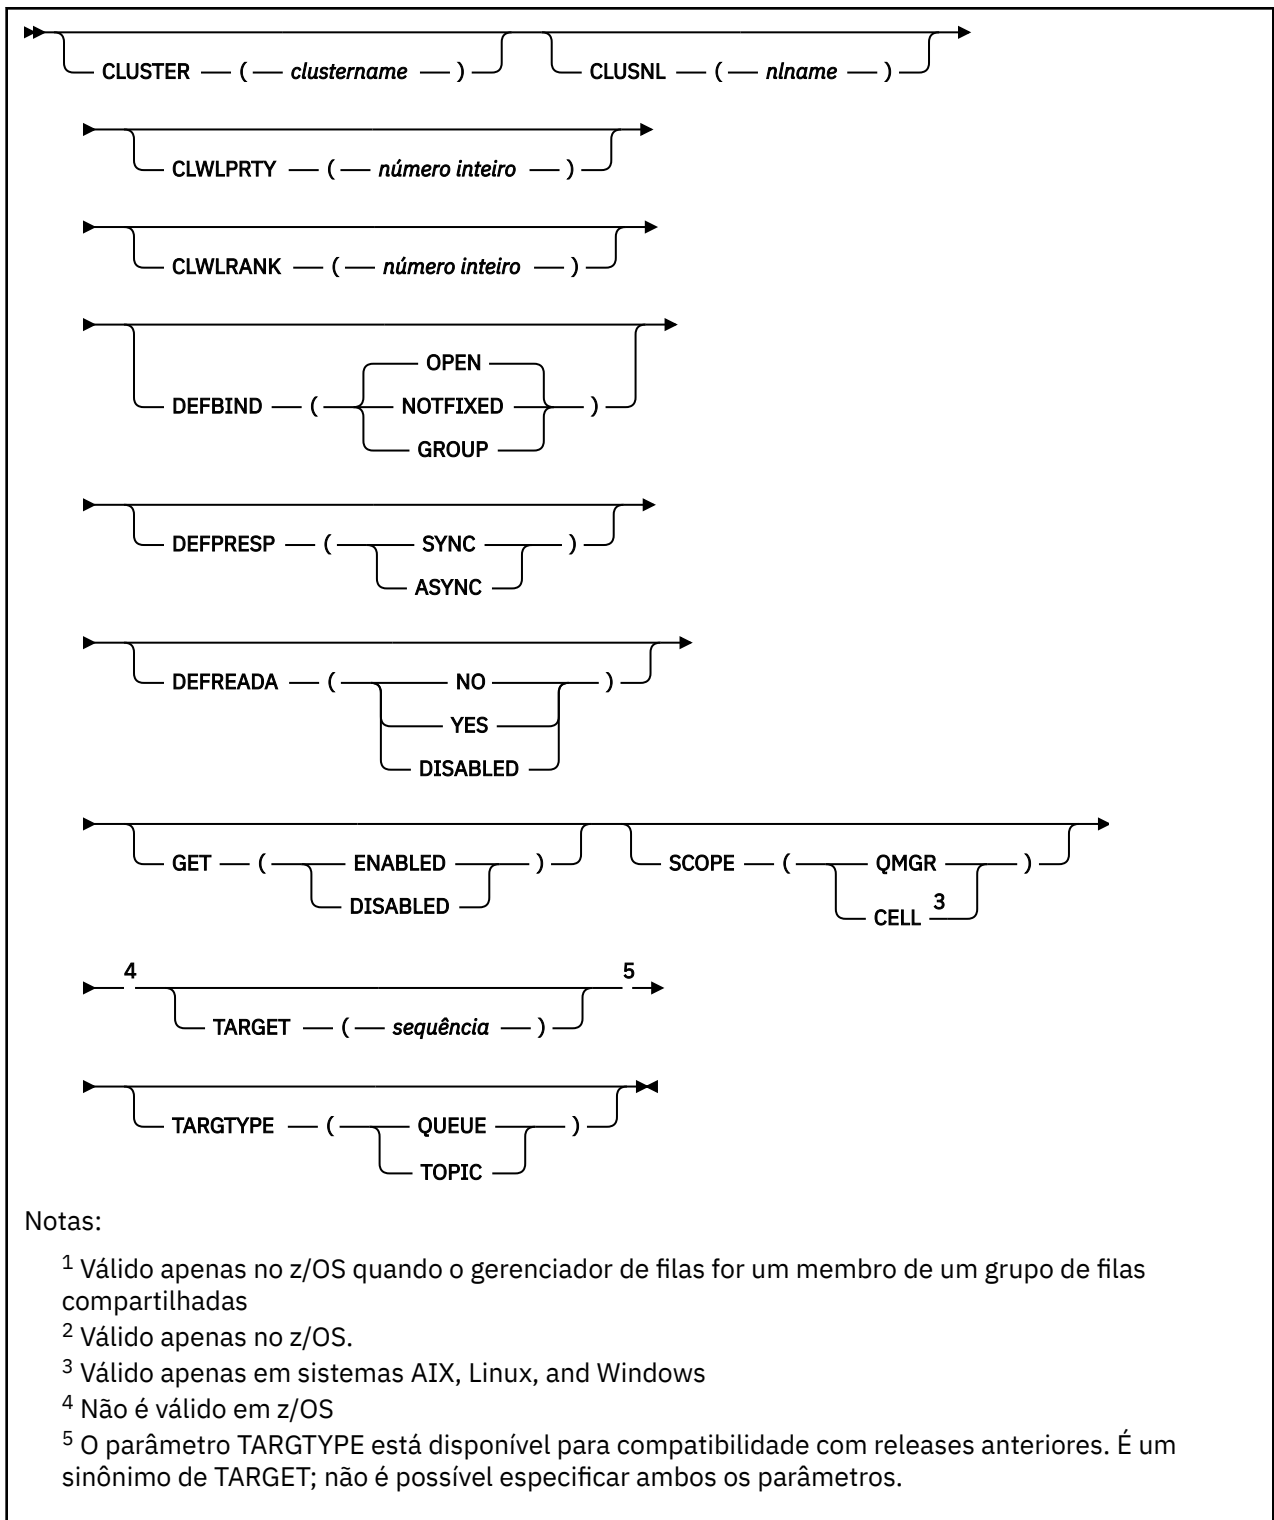 CLUSTER ( clustername ) CLUSNL ( nlname )
CLWLPRTY ( número inteiro )
CLWLRANK ( número inteiro )
OPEN
DEFBIND ( NOTFIXED )
GROUP
DEFPRESP ( SYNC )
ASYNC
DEFREADA ( NO )
YES
DISABLED
GET ( ENABLED ) SCOPE ( QMGR )
DISABLED CELL 3
4 5
TARGET ( sequência )
TARGTYPE ( QUEUE )
TOPIC
Notas:
1 Válido apenas no z/OS quando o gerenciador de filas for um membro de um grupo de filas
compartilhadas
2 Válido apenas no z/OS.
3 Válido apenas em sistemas AIX, Linux, and Windows
4 Não é válido em z/OS
5 O parâmetro TARGTYPE está disponível para compatibilidade com releases anteriores. É um
sinônimo de TARGET; não é possível especificar ambos os parâmetros.